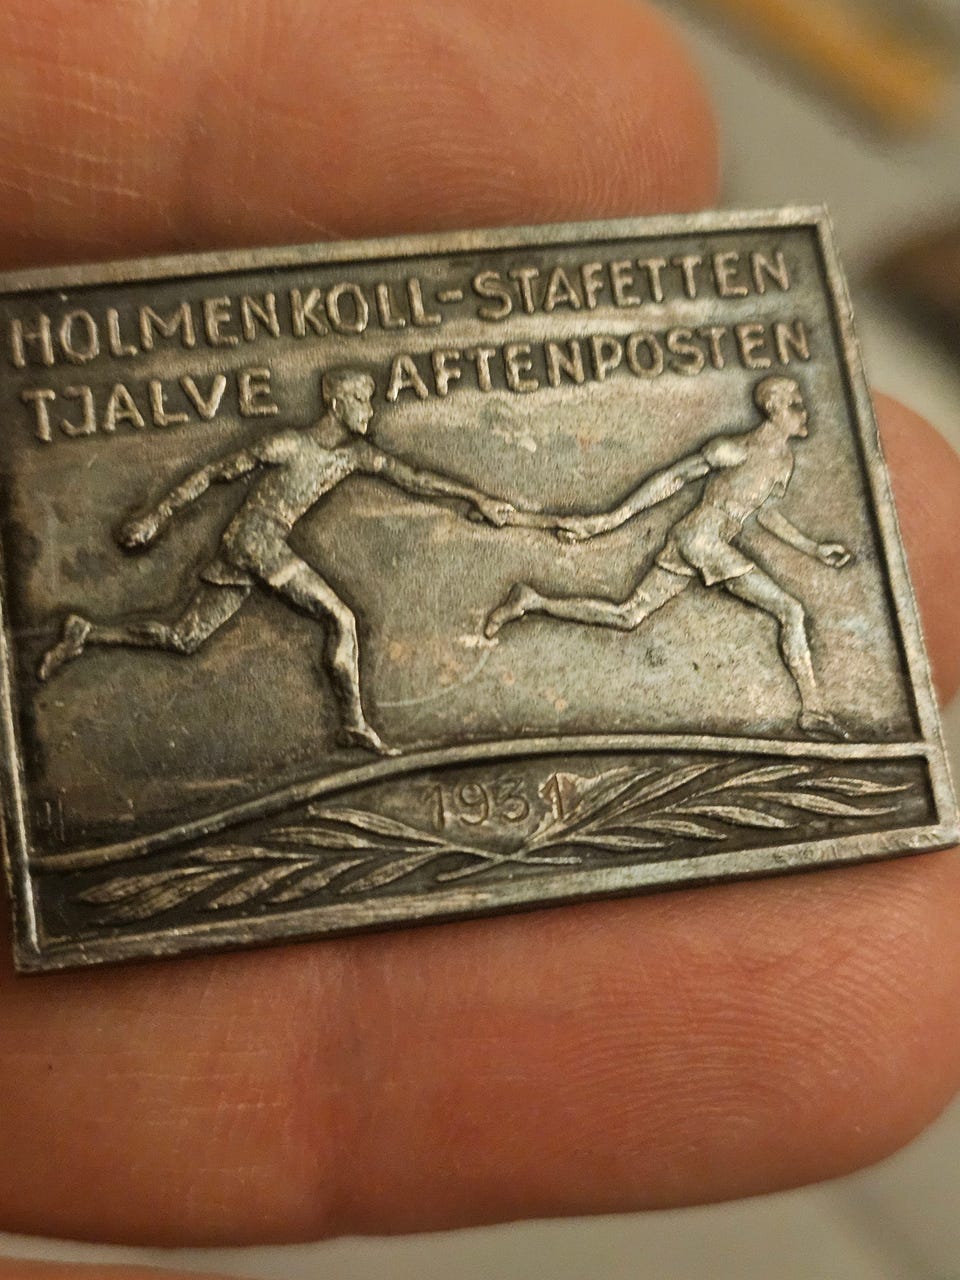 HOLMENKOLL-STAFETTEN
TJALVE AFTENPOSTEN
1931